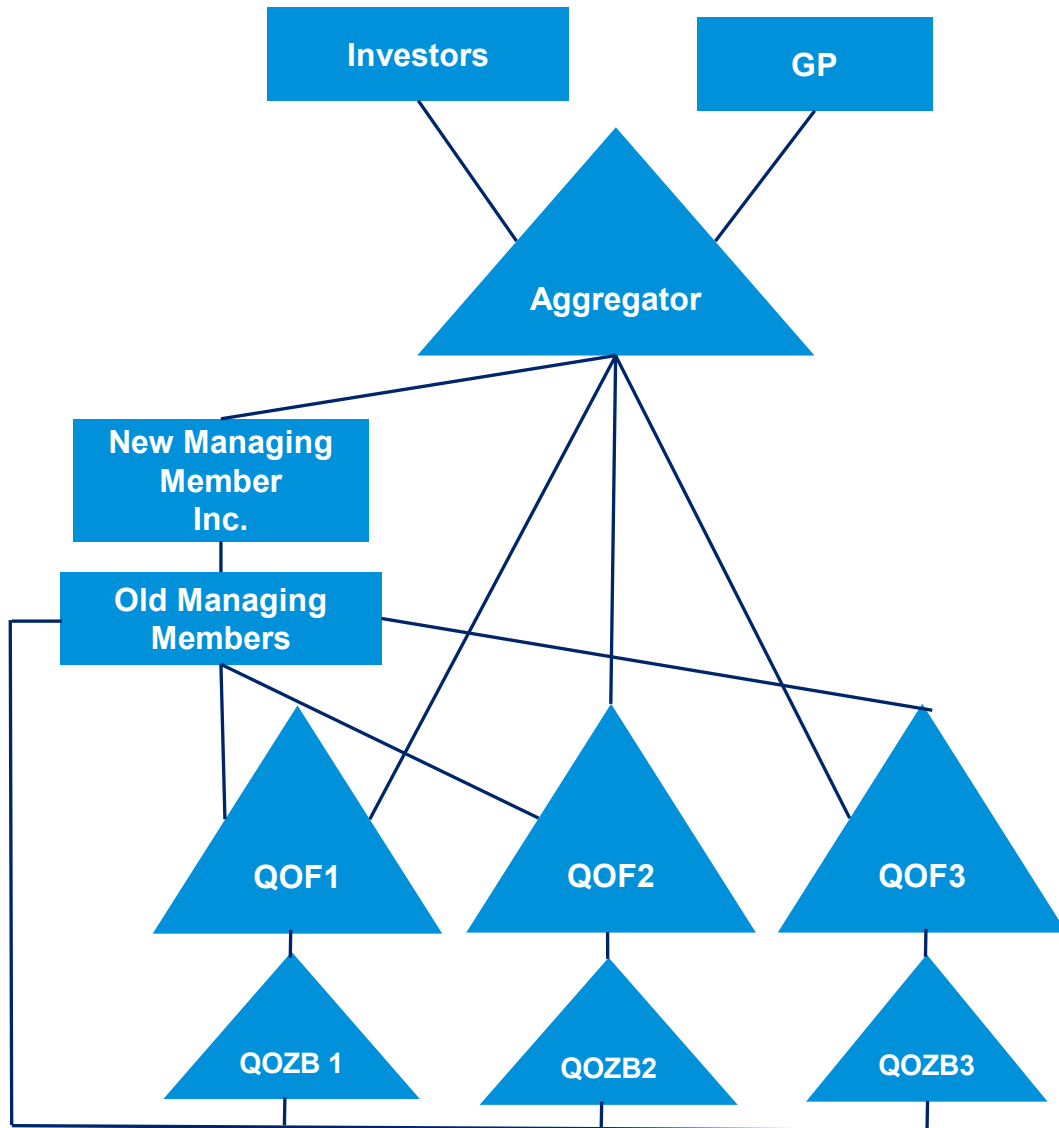 Investors
GP
Aggregator
New Managing
Member
Inc.
Old Managing
Members
QOF1
QOF2
QOF3
QOZB 1
QOZB2
QOZB3